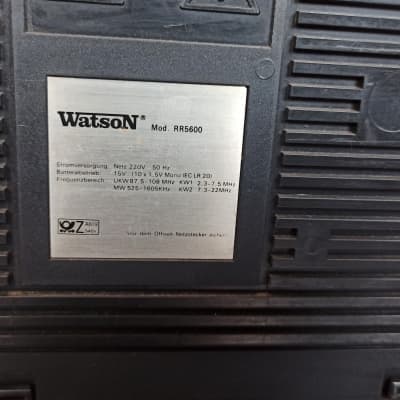 WatsoN® Mod. RR5600
Stromversorgung: Netz 220V 50 Hz
Batteriebetrieb: 15V (10 x 1,5V Mono IEC LR 20)
Frequenzbereich: UKW 87,5-108 MHz KW1 2,3-7,5 MHz
MW 525-1605KHz KW2 7,3-22MHz
Z
Vor dem Öffnen Netzstecker ziehen